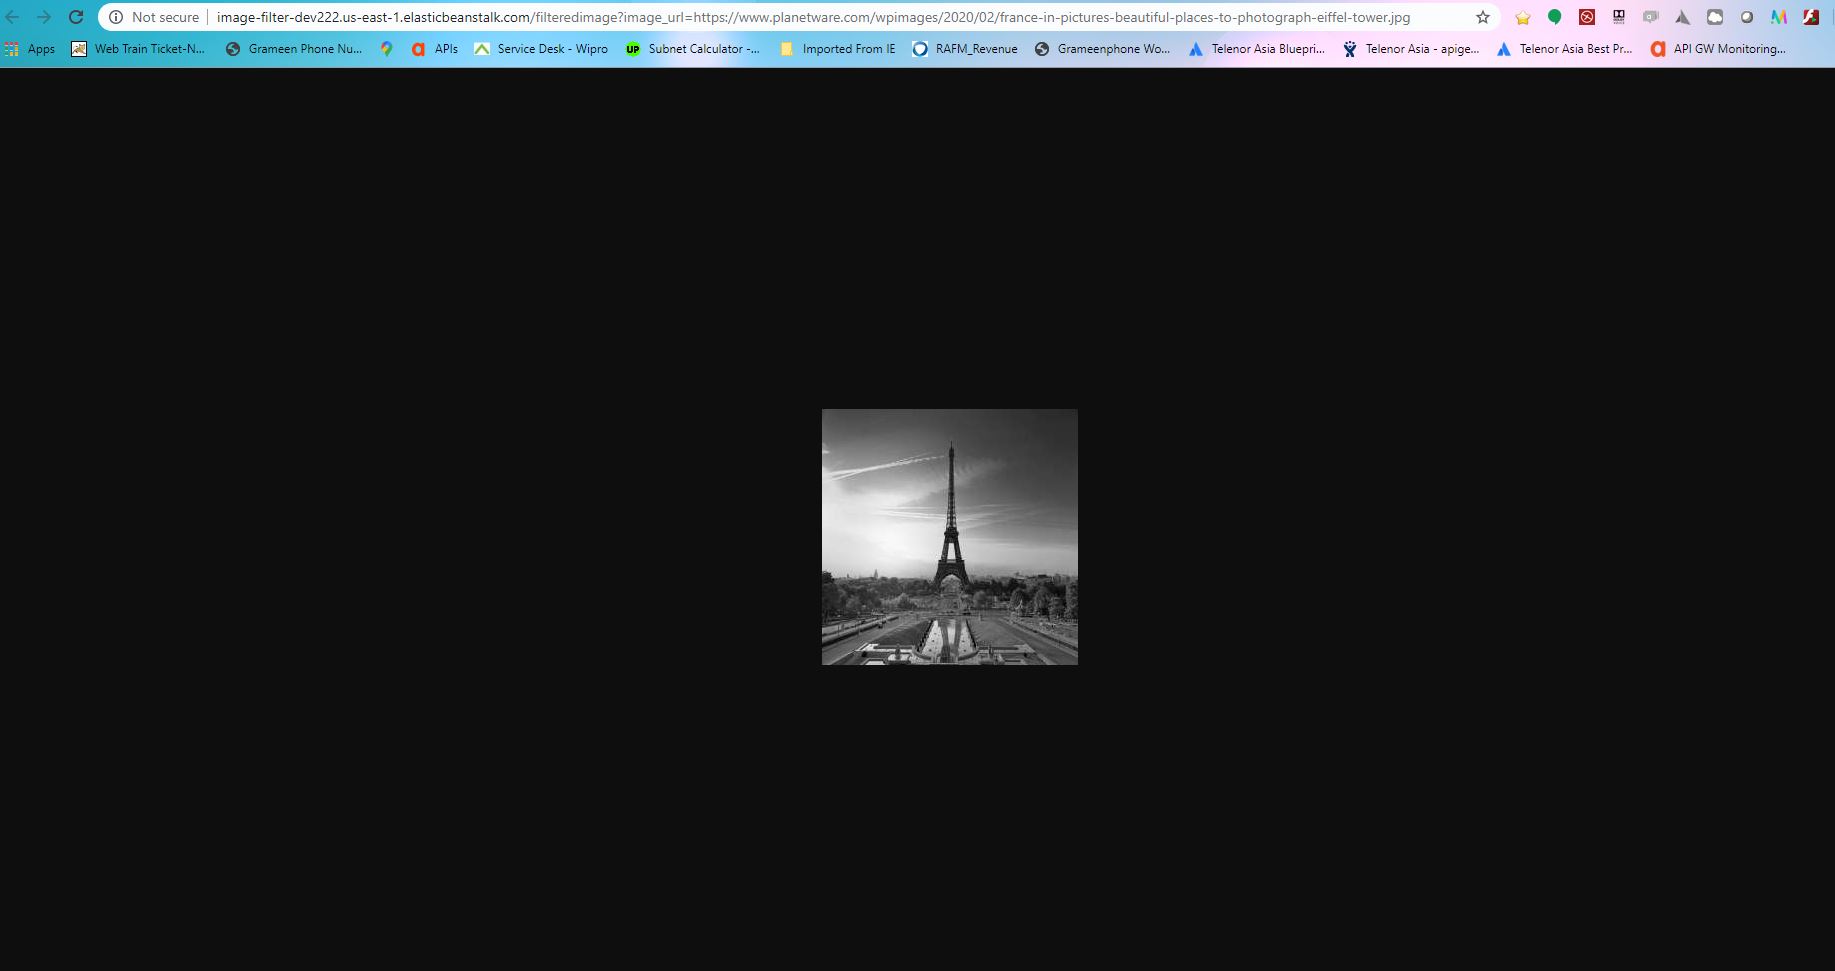 Not secure image-filter-dev222.us-east-1.elasticbeanstalk.com/filteredimage?image_url=https://www.planetware.com/wpimages/2020/02/france-in-pictures-beautiful-places-to-photograph-eiffel-tower.jpg
Apps Web Train Ticket-N... Grameen Phone Nu... a APIs Service Desk - Wipro UP Subnet Calculator -... Imported From IE RAFM_Revenue Grameenphone Wo... Telenor Asia Bluepri... Telenor Asia - apige... Telenor Asia Best Pr... a API GW Monitoring...